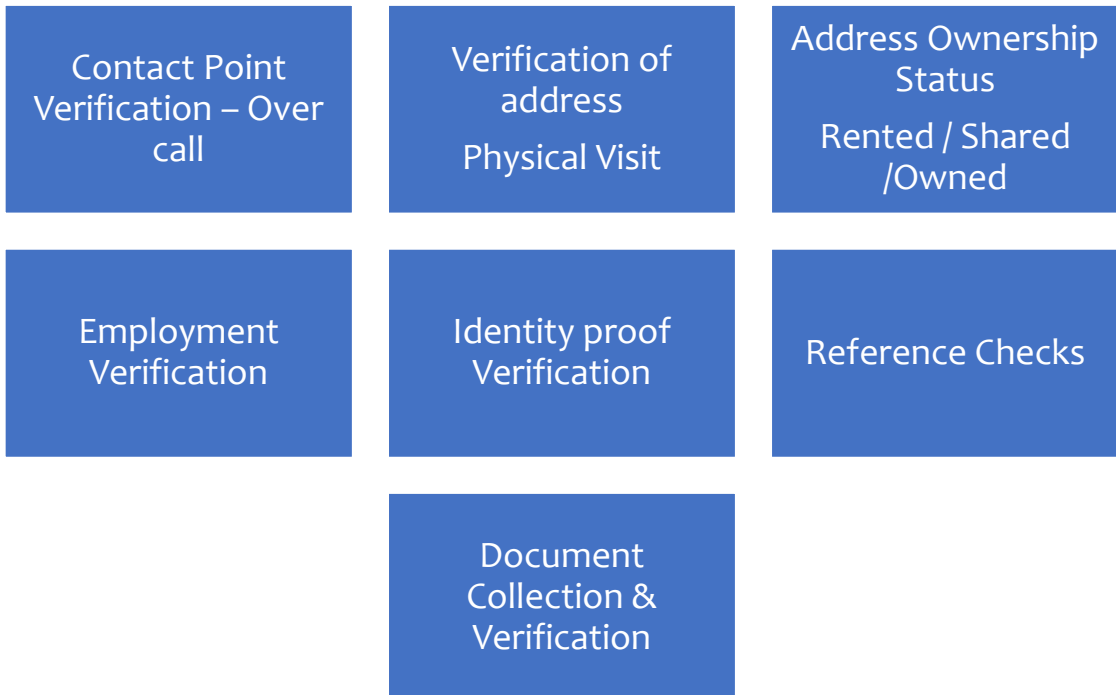 Contact Point
Verification – Over
call
Verification of
address
Physical Visit
Address Ownership
Status
Rented / Shared
/Owned
Employment
Verification
Identity proof
Verification
Reference Checks
Document
Collection &
Verification